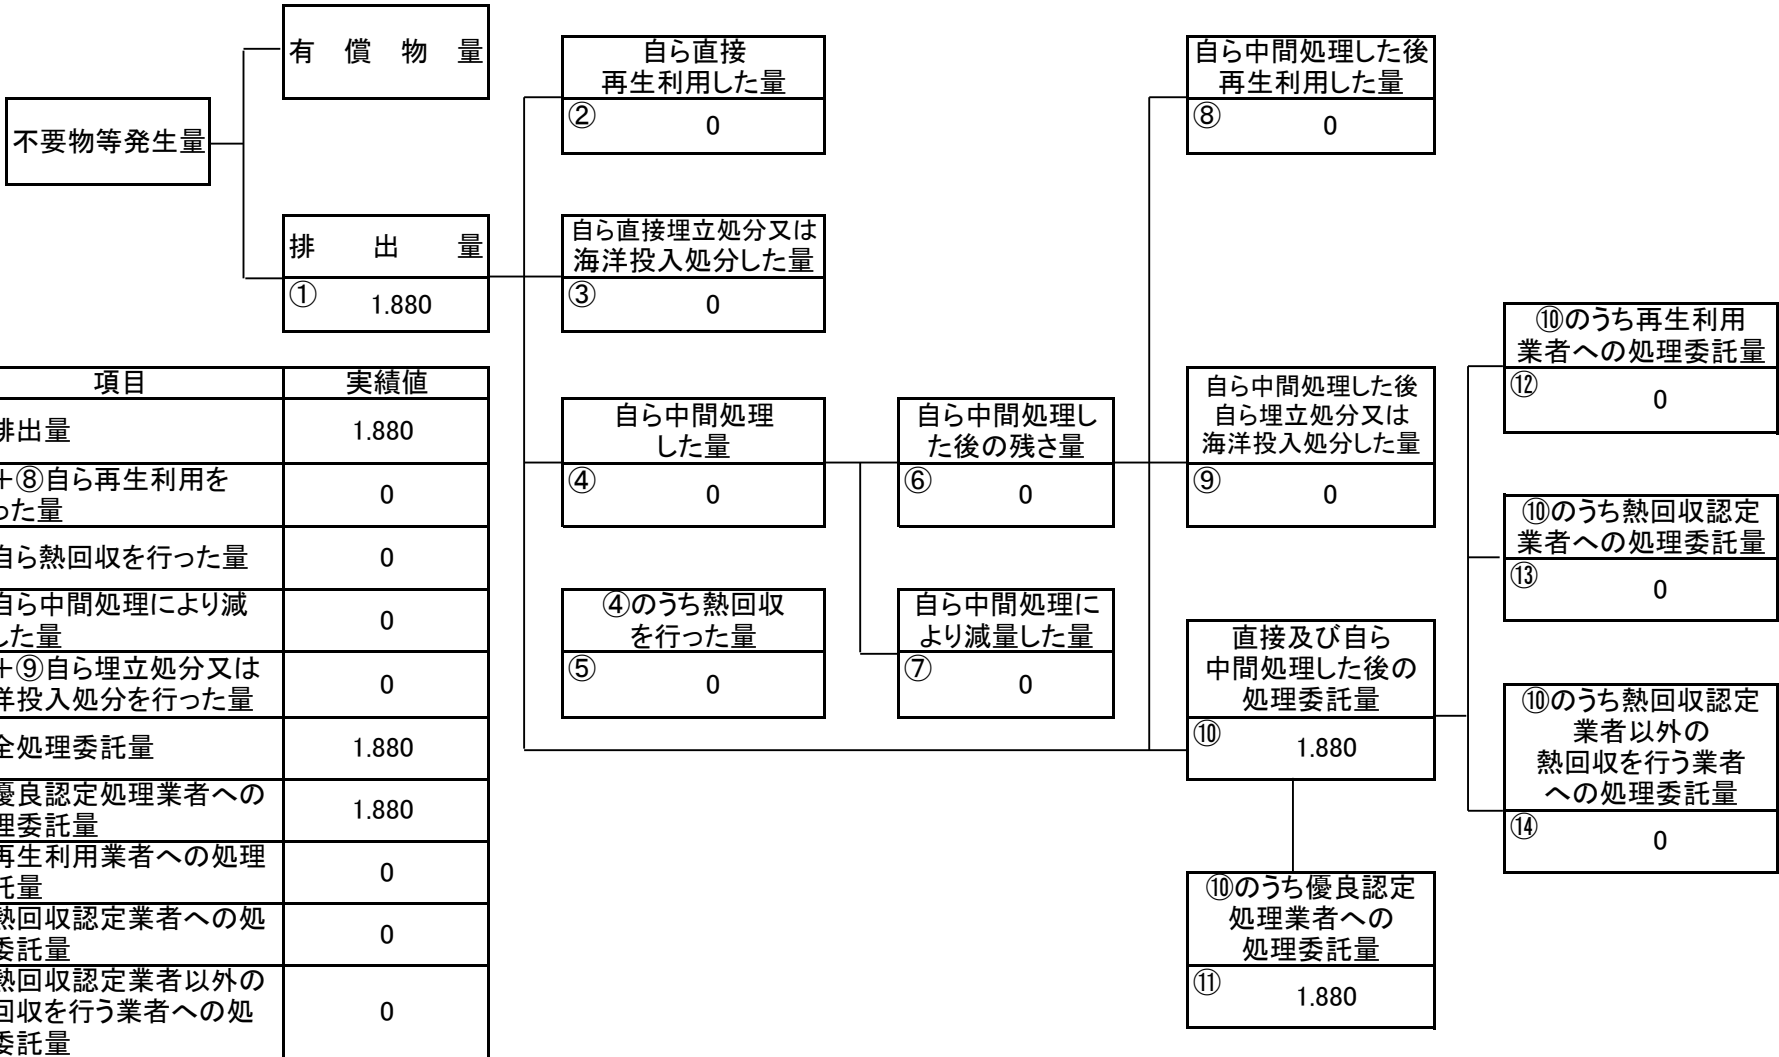 不要物等発生量
有償物量
排出量
① 1.880
自ら直接
再生利用した量
② 0
自ら直接埋立処分又は
海洋投入処分した量
③ 0
自ら中間処理
した量
④ 0
④のうち熱回収
を行った量
⑤ 0
自ら中間処理し
た後の残さ量
⑥ 0
自ら中間処理に
より減量した量
⑦ 0
自ら中間処理した後
再生利用した量
⑧ 0
自ら中間処理した後
自ら埋立処分又は
海洋投入処分した量
⑨ 0
直接及び自ら
中間処理した後の
処理委託量
⑩ 1.880
⑩のうち優良認定
処理業者への
処理委託量
⑪ 1.880
⑩のうち再生利用
業者への処理委託量
⑫ 0
⑩のうち熱回収認定
業者への処理委託量
⑬ 0
⑩のうち熱回収認定
業者以外の
熱回収を行う業者
への処理委託量
⑭ 0
項目 実績値
排出量 1.880
+⑧自ら再生利用を
った量 0
自ら熱回収を行った量 0
自ら中間処理により減
した量 0
+⑨自ら埋立処分又は
洋投入処分を行った量 0
全処理委託量 1.880
優良認定処理業者への
理委託量 1.880
再生利用業者への処理
託量 0
熱回収認定業者への処
委託量 0
熱回収認定業者以外の
回収を行う業者への処
委託量 0